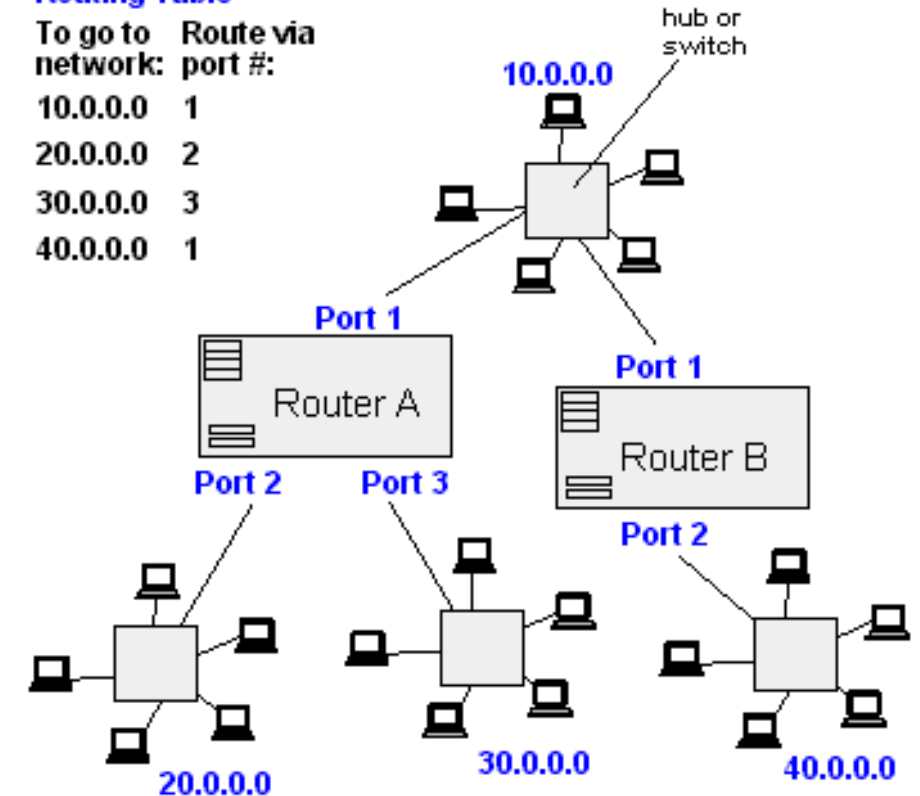 To go to Route via
network: port #:
10.0.0.0 1
20.0.0.0 2
30.0.0.0 3
40.0.0.0 1
hub or
switch
10.0.0.0
Port 1
Router A
Port 2 Port 3
Port 1
Router B
Port 2
20.0.0.0
30.0.0.0
40.0.0.0